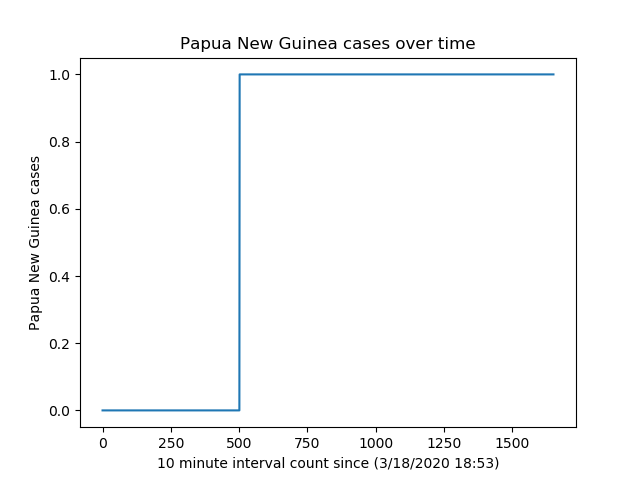 Papua New Guinea cases over time
Papua New Guinea cases
1.0
0.8
0.6
0.4
0.2
0.0
0 250 500 750 1000 1250 1500
10 minute interval count since (3/18/2020 18:53)